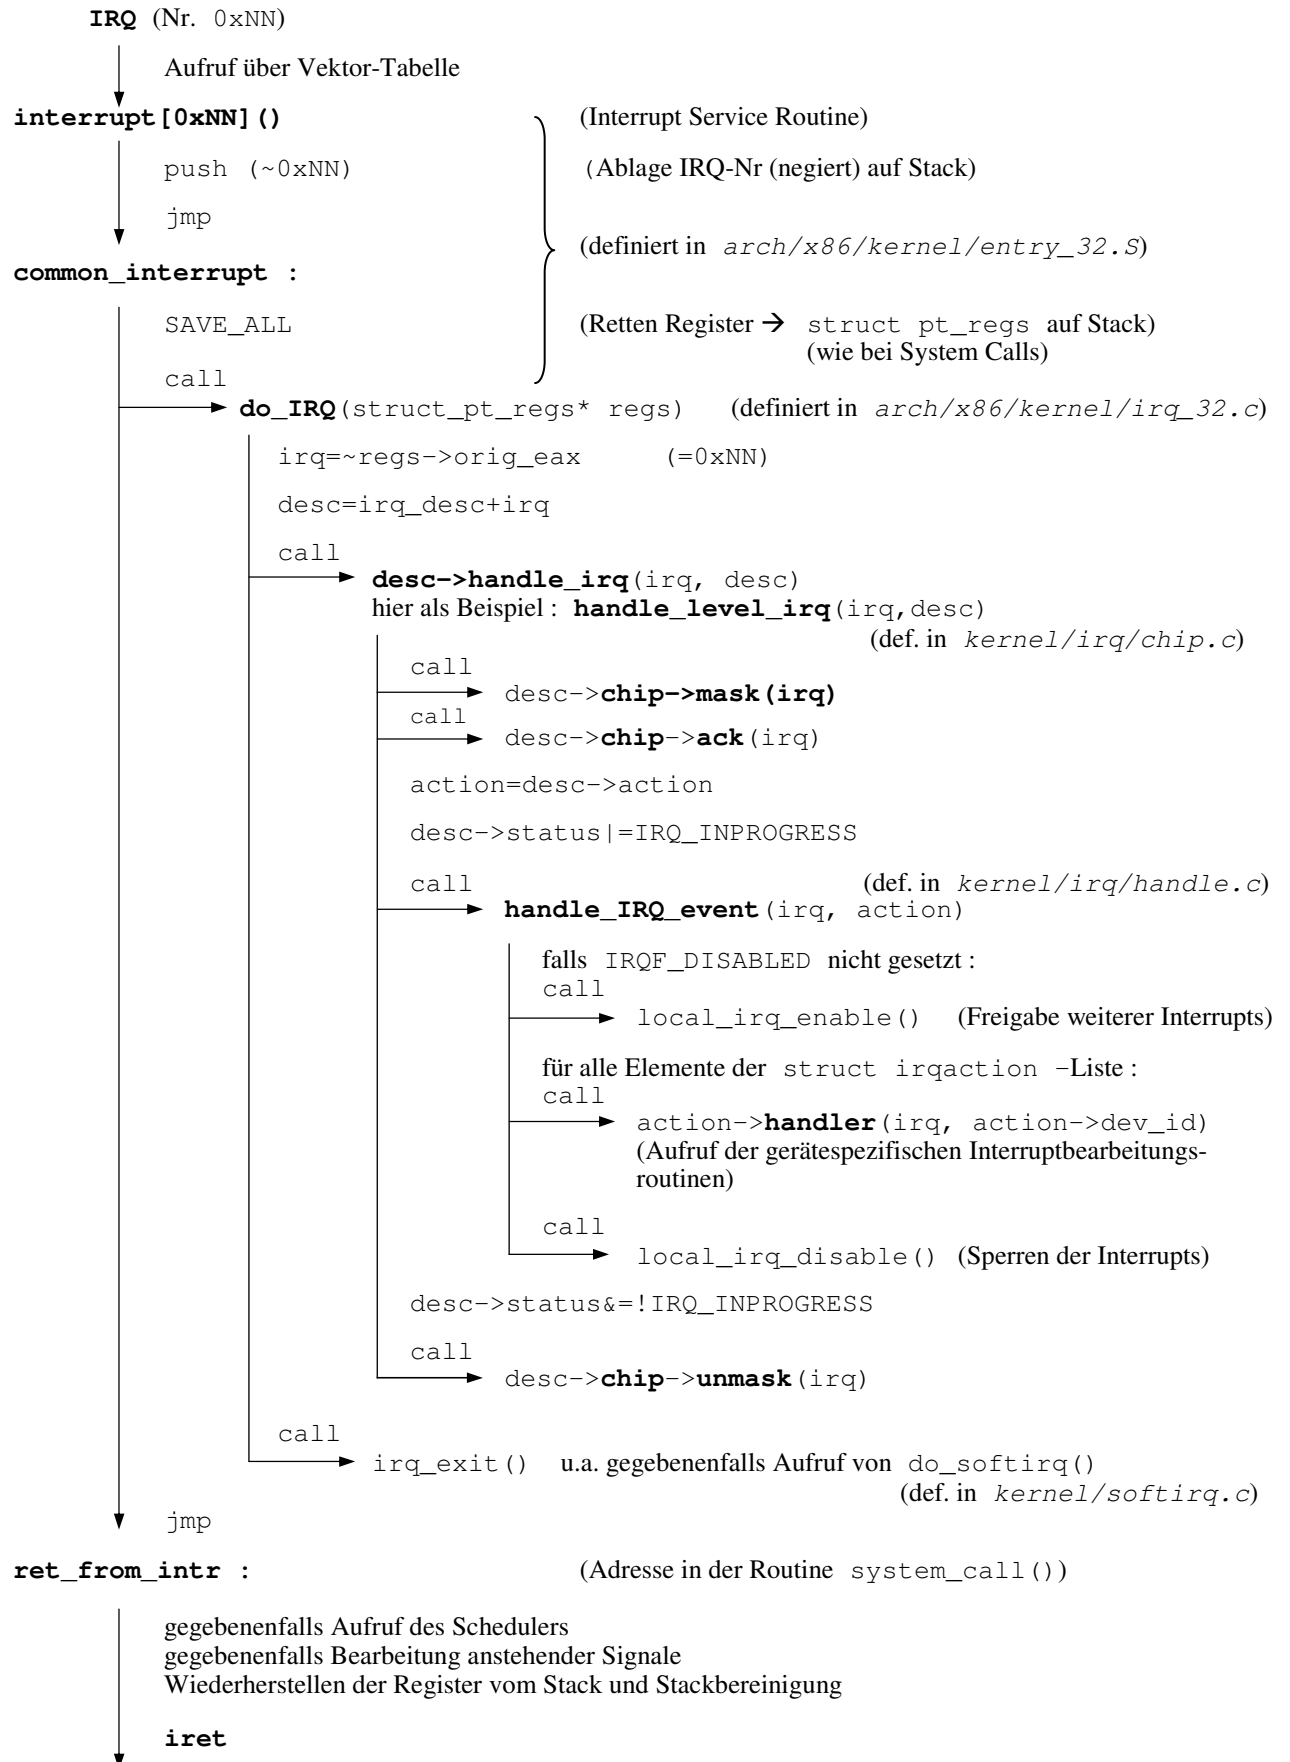 IRQ (Nr. 0xNN)
Aufruf über Vektor-Tabelle
interrupt[0xNN]() (Interrupt Service Routine)
push (~0xNN) (Ablage IRQ-Nr (negiert) auf Stack)
jmp
(definiert in arch/x86/kernel/entry_32.S)
common_interrupt :
SAVE_ALL (Retten Register → struct pt_regs auf Stack)
(wie bei System Calls)
call
do_IRQ(struct_pt_regs* regs) (definiert in arch/x86/kernel/irq_32.c)
irq=~regs->orig_eax (=0xNN)
desc=irq_desc+irq
call
desc->handle_irq(irq, desc)
hier als Beispiel : handle_level_irq(irq,desc)
(def. in kernel/irq/chip.c)
call
desc->chip->mask(irq)
call
desc->chip->ack(irq)
action=desc->action
desc->status|=IRQ_INPROGRESS
call (def. in kernel/irq/handle.c)
handle_IRQ_event(irq, action)
falls IRQF_DISABLED nicht gesetzt :
call
local_irq_enable() (Freigabe weiterer Interrupts)
für alle Elemente der struct irqaction -Liste :
call
action->handler(irq, action->dev_id)
(Aufruf der gerätespezifischen Interruptbearbeitungs-
routinen)
call
local_irq_disable() (Sperren der Interrupts)
desc->status&=!IRQ_INPROGRESS
call
desc->chip->unmask(irq)
call
irq_exit() u.a. gegebenenfalls Aufruf von do_softirq()
(def. in kernel/softirq.c)
jmp
ret_from_intr : (Adresse in der Routine system_call())
gegebenenfalls Aufruf des Schedulers
gegebenenfalls Bearbeitung anstehender Signale
Wiederherstellen der Register vom Stack und Stackbereinigung
iret